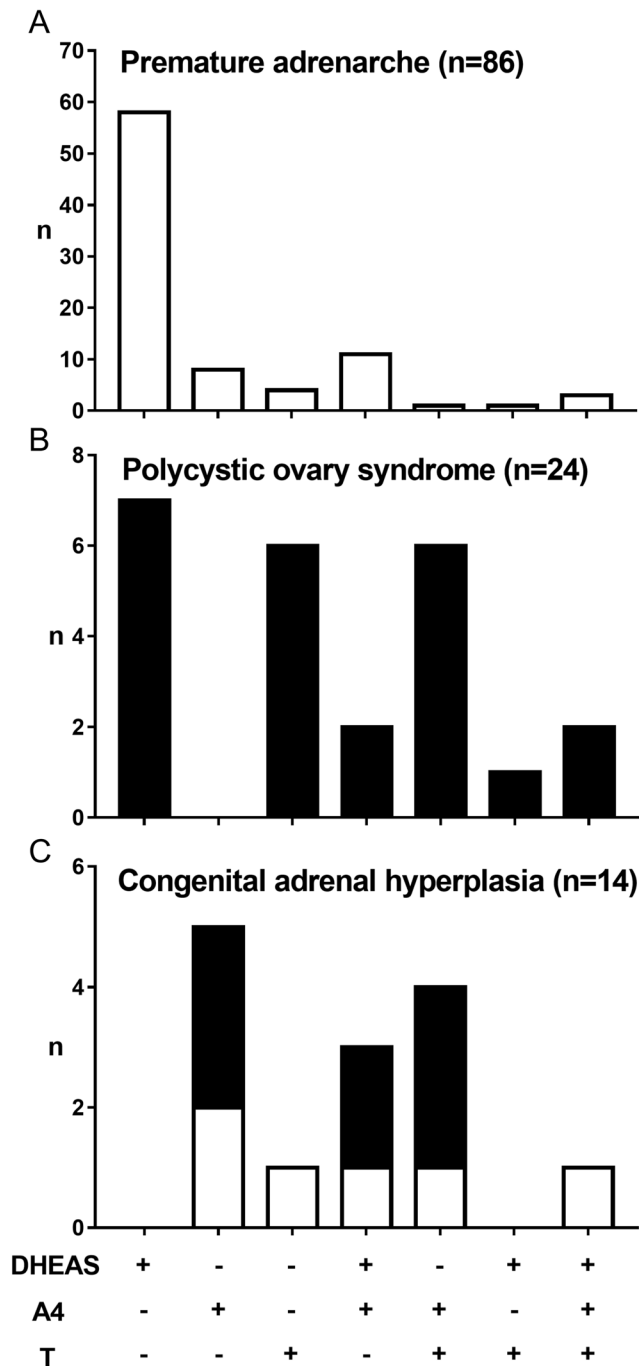 A
Premature adrenarche (n=86)
70
60
50
40
n
30
20
10
0
B
Polycystic ovary syndrome (n=24)
8
6
n 4
2
0
C
Congenital adrenal hyperplasia (n=14)
6
4
n
2
0
DHEAS + - - + - + +
A4 - + - + + - +
T - - + - + + +